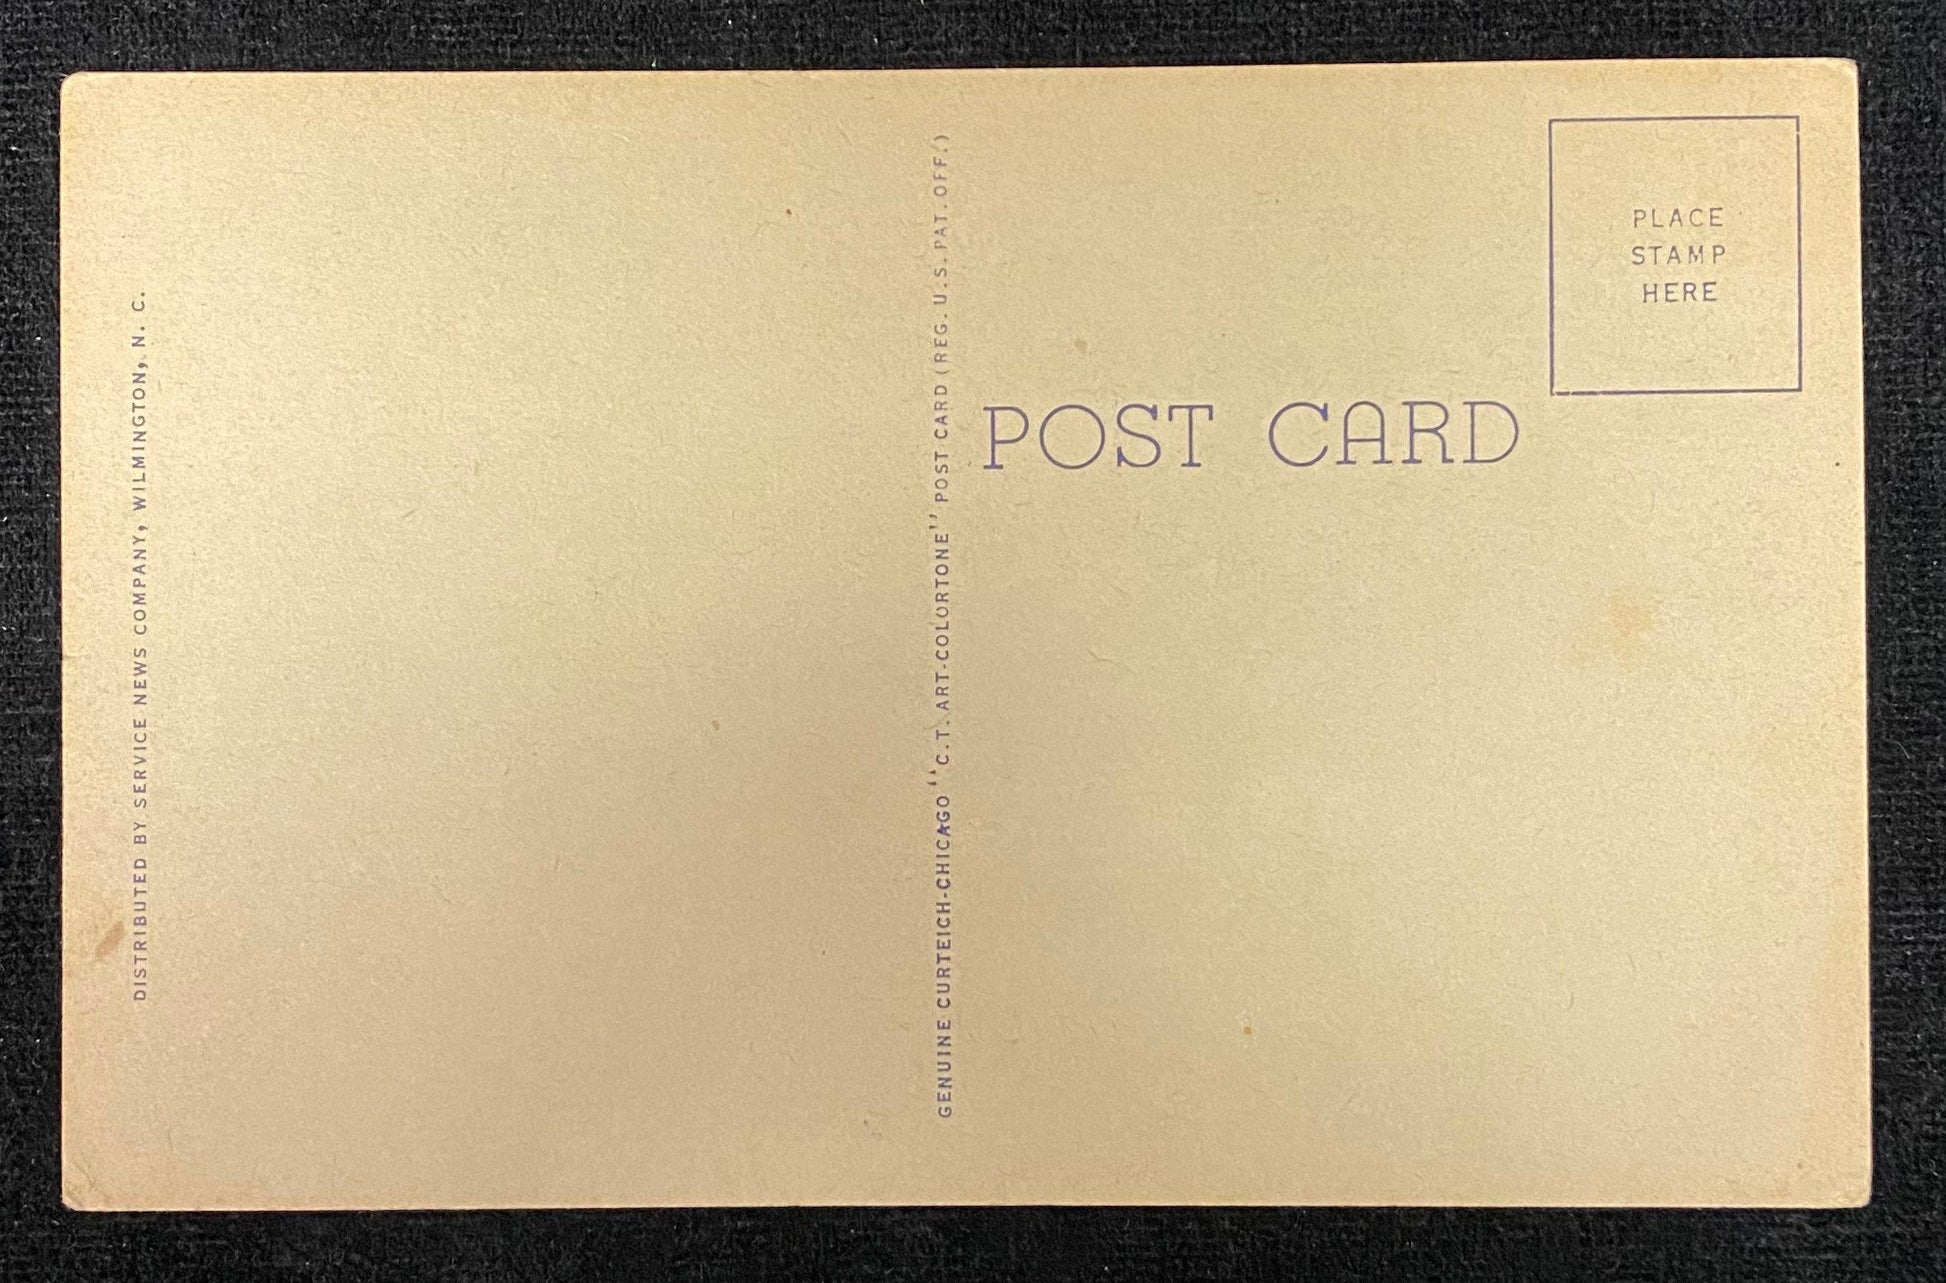 DISTRIBUTED BY SERVICE NEWS COMPANY, WILMINGTON, N. C.
GENUINE CURTEICH-CHICAGO "C.T. ART-COLORTONE" POST CARD (REG. U.S. PAT. OFF.)
POST CARD
PLACE
STAMP
HERE